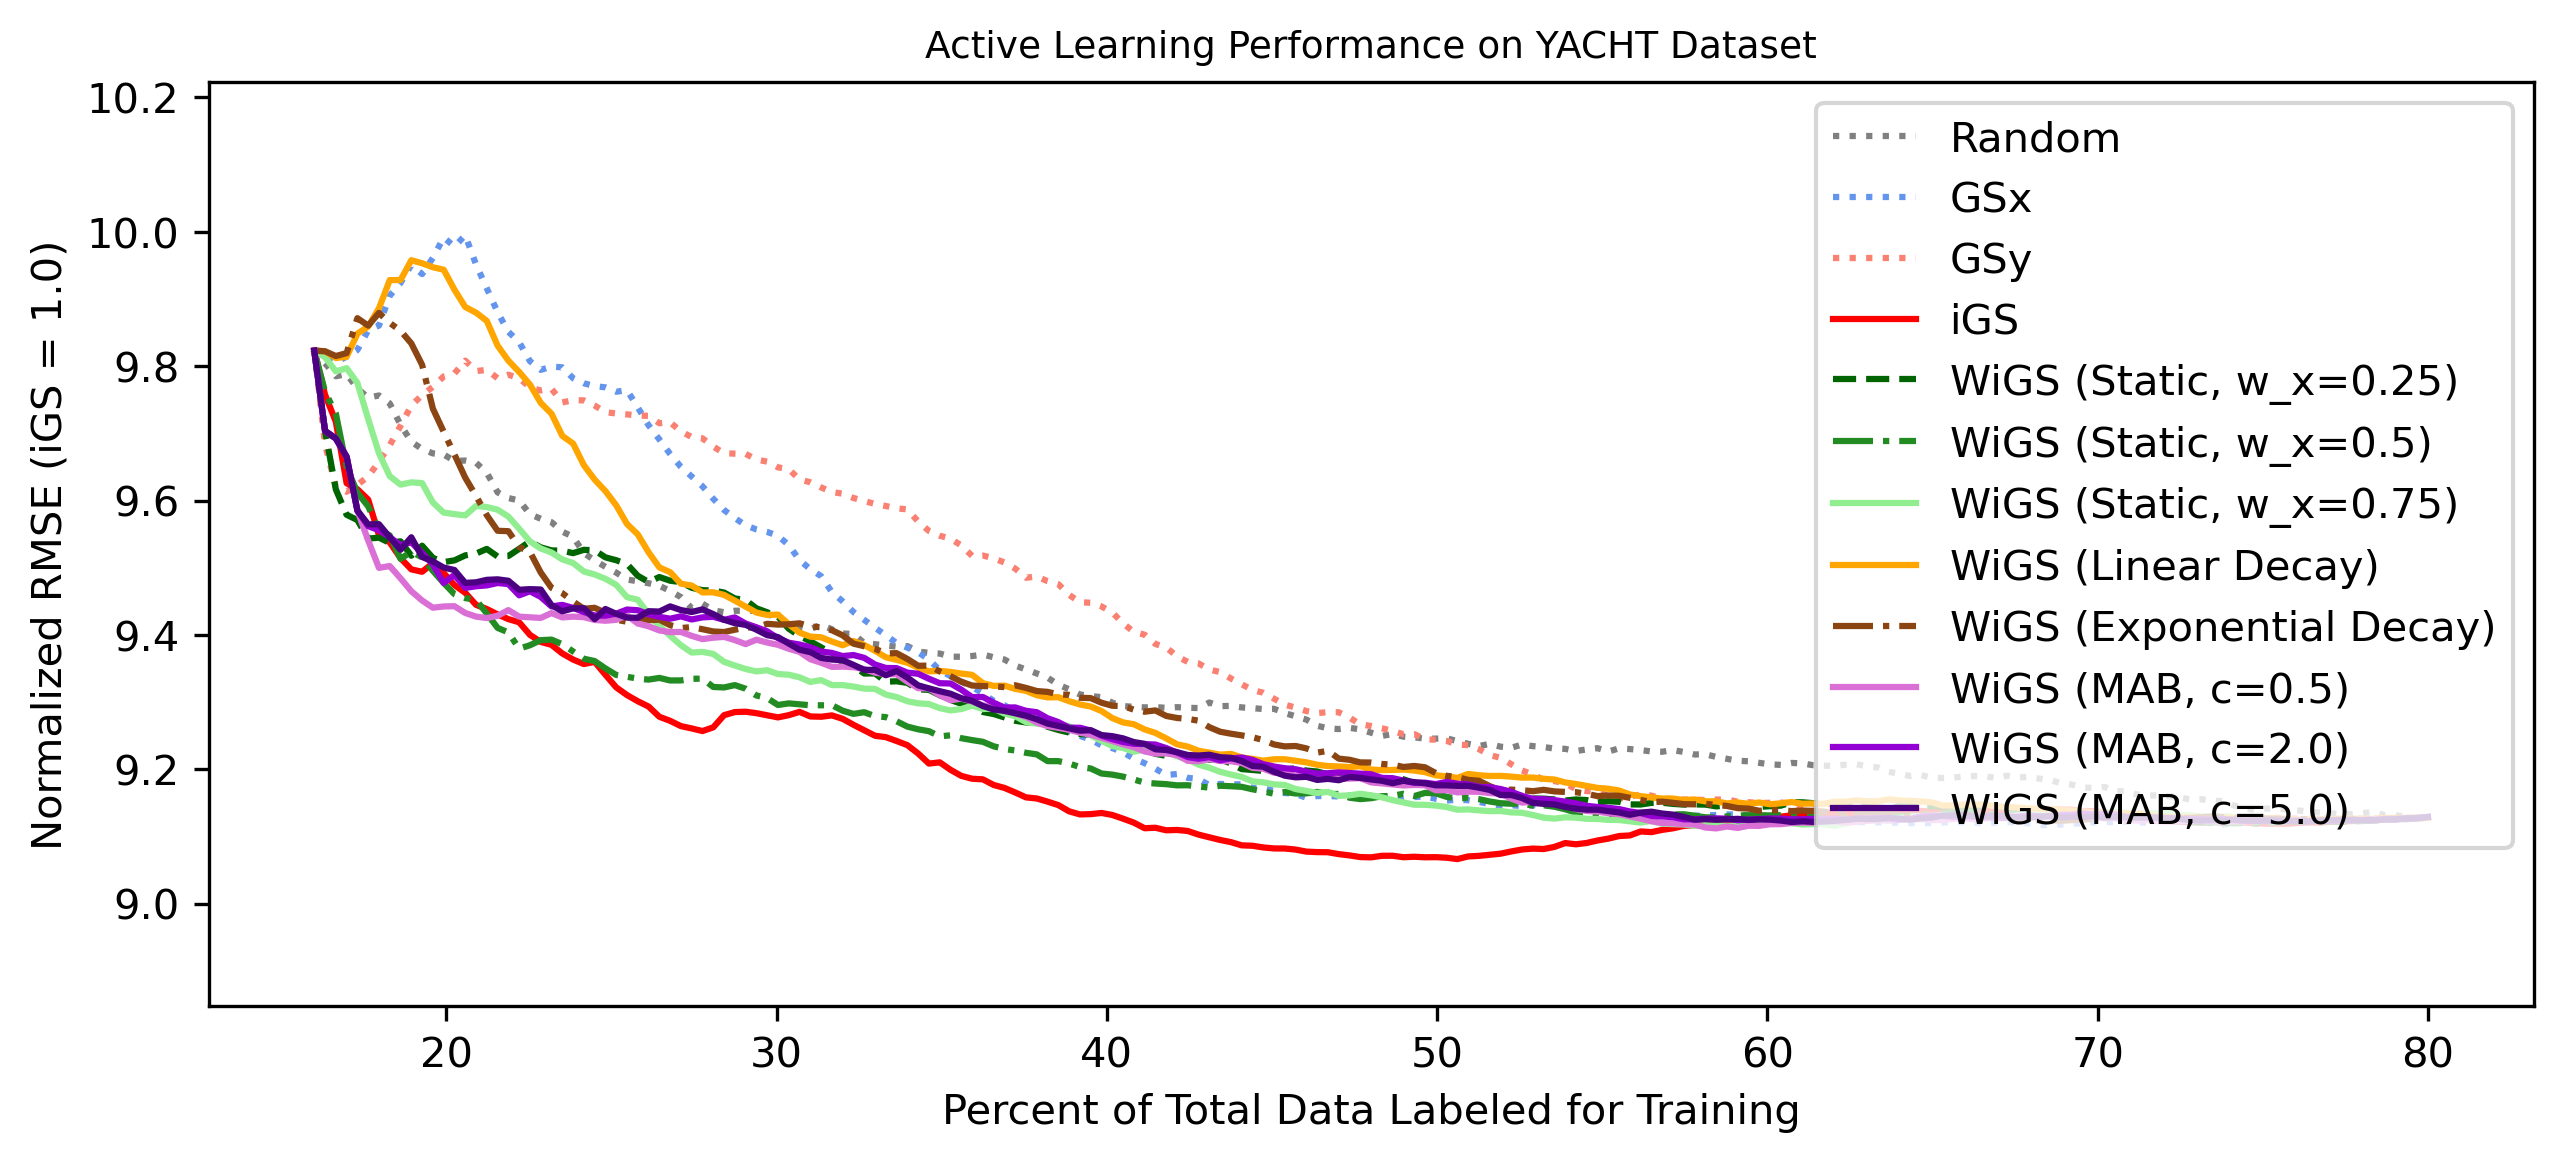 Active Learning Performance on YACHT Dataset
Normalized RMSE (iGS = 1.0)
10.2
10.0
9.8
9.6
9.4
9.2
9.0
Random
GSx
GSy
iGS
WiGS (Static, w_x=0.25)
WiGS (Static, w_x=0.5)
WiGS (Static, w_x=0.75)
WiGS (Linear Decay)
WiGS (Exponential Decay)
WiGS (MAB, c=0.5)
WiGS (MAB, c=2.0)
WiGS (MAB, c=5.0)
20 30 40 50 60 70 80
Percent of Total Data Labeled for Training